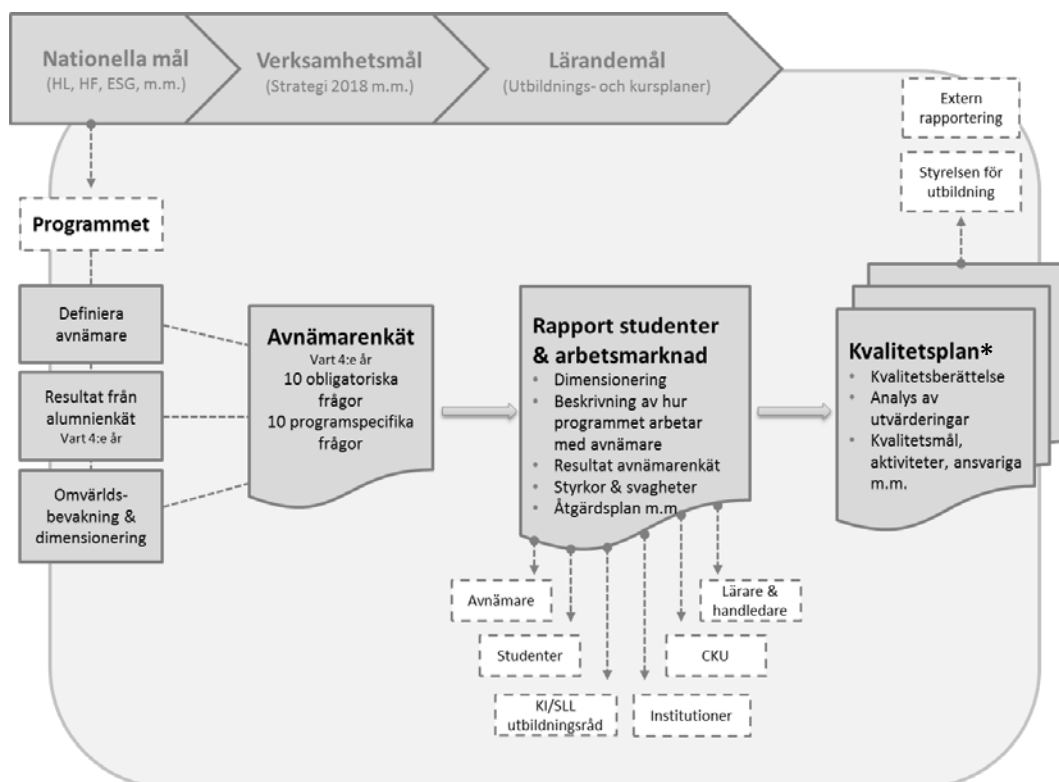 Nationella mål
(HL, HF, ESG, m.m.)
Verksamhetsmål
(Strategi 2018 m.m.)
Lärandemål
(Utbildnings- och kursplaner)
Extern
rapportering
Styrelsen för
utbildning
Programmet
Definiera
avnämare
Resultat från
alumnienkät
Vart 4:e år
Omvärlds-
bevakning &
dimensionering
Avnämarenkät
Vart 4:e år
10 obligatoriska
frågor
10 programspecifika
frågor
Rapport studenter
& arbetsmarknad
• Dimensionering
• Beskrivning av hur
programmet arbetar
med avnämare
• Resultat avnämarenkät
• Styrkor & svagheter
• Åtgärdsplan m.m
Kvalitetsplan*
• Kvalitetsberättelse
• Analys av
utvärderingar
• Kvalitetsmål,
aktiviteter, ansvariga
m.m.
Avnämare
Studenter
KI/SLL
utbildningsråd
Institutioner
CKU
Lärare &
handledare